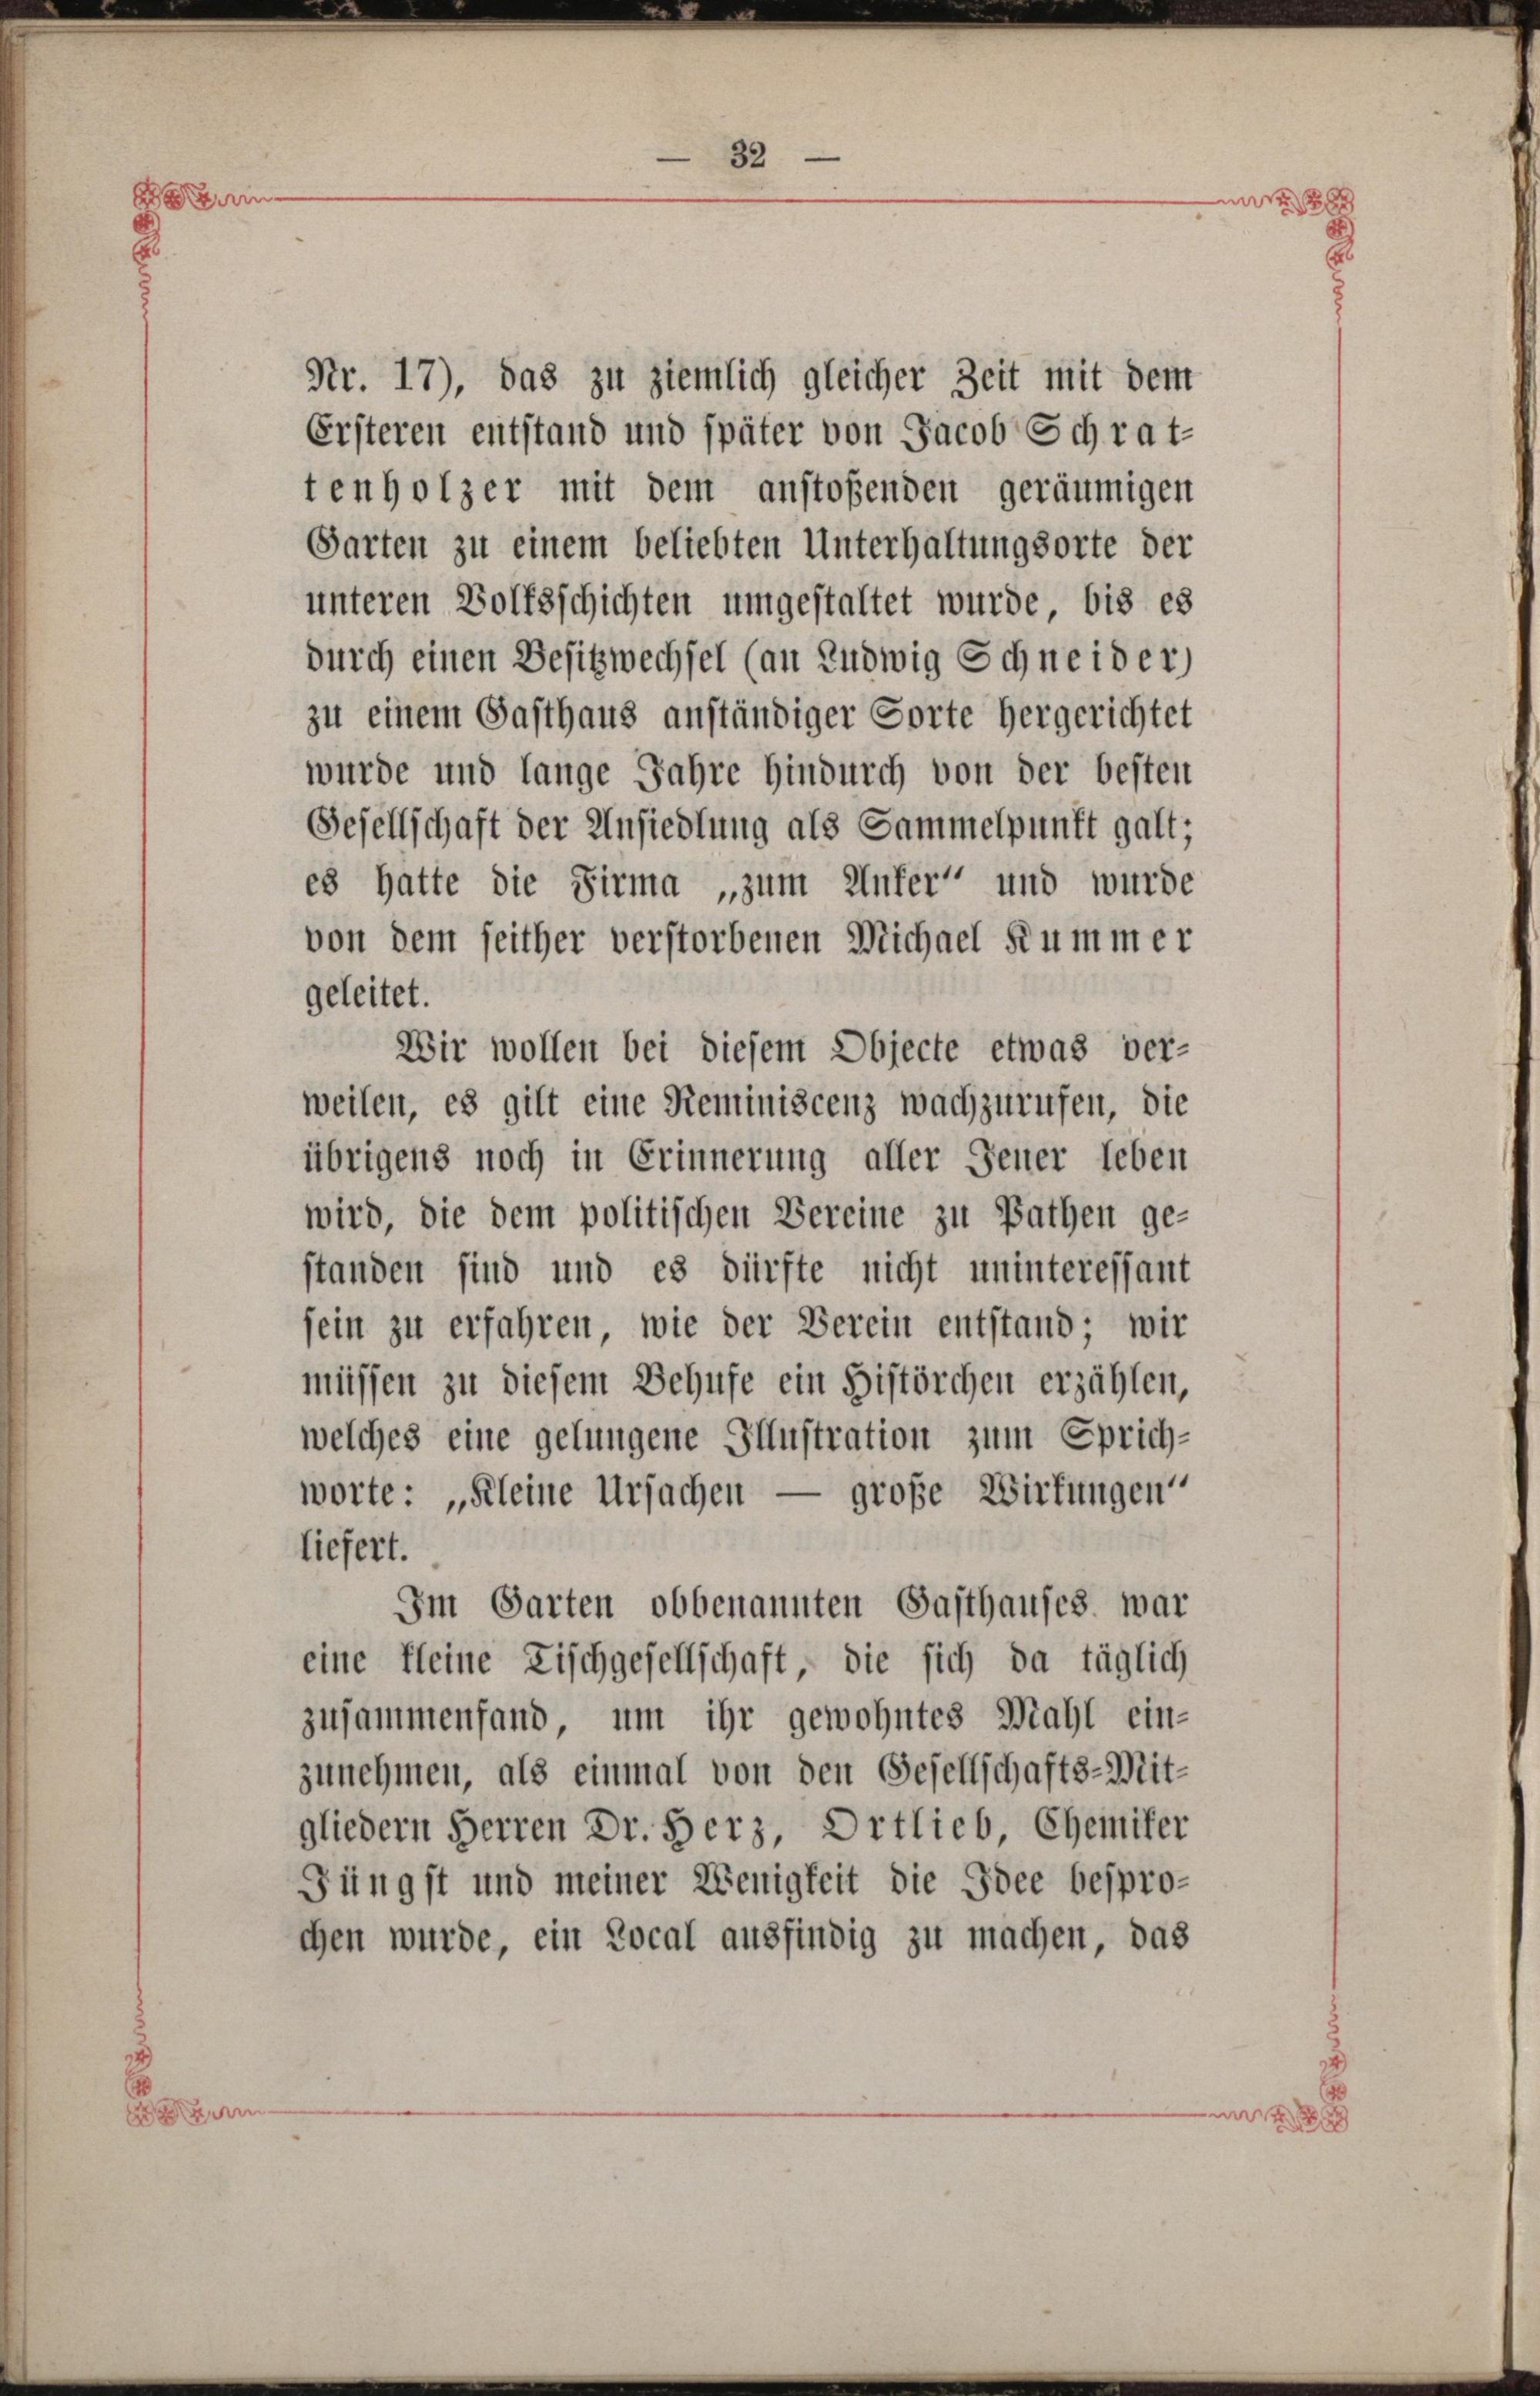 — 32 —
Nr. 17), das zu ziemlich gleicher Zeit mit dem
Ersteren entstand und später von Jacob Schrat-
tenholzer mit dem anstoßenden geräumigen
Garten zu einem beliebten Unterhaltungsorte der
unteren Volksschichten umgestaltet wurde, bis es
durch einen Besitzwechsel (an Ludwig Schneider)
zu einem Gasthaus anständiger Sorte hergerichtet
wurde und lange Jahre hindurch von der besten
Gesellschaft der Ansiedlung als Sammelpunkt galt;
es hatte die Firma „zum Anker“ und wurde
von dem seither verstorbenen Michael Kummer
geleitet.
Wir wollen bei diesem Objecte etwas ver-
weilen, es gilt eine Reminiscenz wachzurufen, die
übrigens noch in Erinnerung aller Jener leben
wird, die dem politischen Vereine zu Pathen ge-
standen sind und es dürfte nicht uninteressant
sein zu erfahren, wie der Verein entstand; wir
müssen zu diesem Behufe ein Histörchen erzählen,
welches eine gelungene Illustration zum Sprich-
worte: „Kleine Ursachen — große Wirkungen“
liefert.
Im Garten obbenannten Gasthauses war
eine kleine Tischgesellschaft, die sich da täglich
zusammenfand, um ihr gewohntes Mahl ein-
zunehmen, als einmal von den Gesellschafts-Mit-
gliedern Herren Dr. Herz, Ortlieb, Chemiker
Jüngst und meiner Wenigkeit die Idee bespro-
chen wurde, ein Local ausfindig zu machen, das